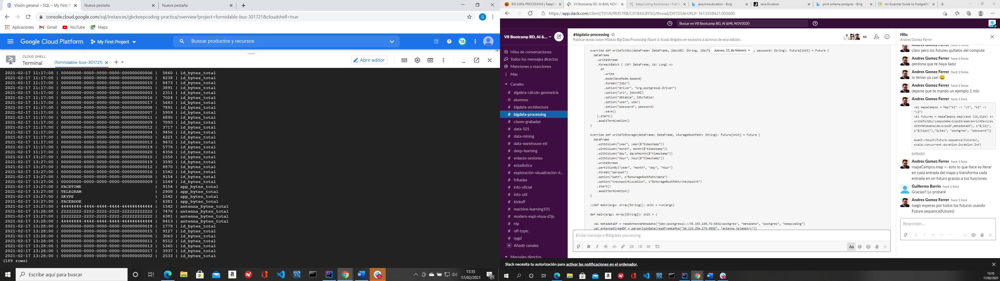 Visión general – SQL – My First P
Nueva pestaña
Nueva pestaña
console.cloud.google.com/sql/instances/gbckeepcoding-practica/overview?project=formidable-bus-301721&cloudshell=true
G
Aplicaciones
Gmail
YouTube
Maps
Google Cloud Platform
My First Project
Buscar productos y recursos
16
CLOUD SHELL
Terminal
(formidable-bus-301721)
Abrir editor
2021-02-17 11:17:00 | 00000000-0000-0000-0000-000000000006 | 5860 | id_bytes_total
2021-02-17 11:17:00 | 00000000-0000-0000-0000-000000000005 | 4238 | id_bytes_total
2021-02-17 11:17:00 | 00000000-0000-0000-0000-000000000010 | 8473 | id_bytes_total
2021-02-17 11:17:00 | 00000000-0000-0000-0000-000000000001 | 3891 | id_bytes_total
2021-02-17 11:17:00 | 00000000-0000-0000-0000-000000000003 | 2311 | id_bytes_total
2021-02-17 11:17:00 | 00000000-0000-0000-0000-000000000016 | 7024 | id_bytes_total
2021-02-17 11:17:00 | 00000000-0000-0000-0000-000000000017 | 5643 | id_bytes_total
2021-02-17 11:17:00 | 00000000-0000-0000-0000-000000000008 | 7891 | id_bytes_total
2021-02-17 11:17:00 | 00000000-0000-0000-0000-000000000007 | 5959 | id_bytes_total
2021-02-17 11:17:00 | 00000000-0000-0000-0000-000000000011 | 6895 | id_bytes_total
2021-02-17 11:17:00 | 00000000-0000-0000-0000-000000000009 | 7093 | id_bytes_total
2021-02-17 11:17:00 | 00000000-0000-0000-0000-000000000012 | 3717 | id_bytes_total
2021-02-17 11:17:00 | 00000000-0000-0000-0000-000000000004 | 9456 | id_bytes_total
2021-02-17 11:17:00 | 00000000-0000-0000-0000-000000000002 | 6221 | id_bytes_total
2021-02-17 11:17:00 | 00000000-0000-0000-0000-000000000013 | 9672 | id_bytes_total
2021-02-17 11:17:00 | 00000000-0000-0000-0000-000000000019 | 5778 | id_bytes_total
2021-02-17 11:17:00 | 00000000-0000-0000-0000-000000000020 | 4356 | id_bytes_total
2021-02-17 13:27:00 | 00000000-0000-0000-0000-000000000010 | 1550 | id_bytes_total
2021-02-17 13:27:00 | 00000000-0000-0000-0000-000000000019 | 3595 | id_bytes_total
2021-02-17 13:27:00 | 00000000-0000-0000-0000-000000000012 | 8870 | id_bytes_total
2021-02-17 13:27:00 | 00000000-0000-0000-0000-000000000016 | 1542 | id_bytes_total
2021-02-17 13:27:00 | 00000000-0000-0000-0000-000000000008 | 9154 | id_bytes_total
2021-02-17 13:27:00 | 00000000-0000-0000-0000-000000000009 | 1544 | id_bytes_total
2021-02-17 13:27:00 | FACETIME | 9154 | app_bytes_total
2021-02-17 13:27:00 | TELEGRAM | 2908 | app_bytes_total
2021-02-17 13:27:00 | SKYPE | 1542 | app_bytes_total
2021-02-17 13:27:00 | FACEBOOK | 6381 | app_bytes_total
2021-02-17 13:27:00 | 44444444-4444-4444-4444-444444444444 | 1542 | antenna_bytes_total
2021-02-17 13:28:00 | 22222222-2222-2222-2222-222222222222 | 7476 | antenna_bytes_total
2021-02-17 13:27:00 | 22222222-2222-2222-2222-222222222222 | 6381 | antenna_bytes_total
2021-02-17 13:28:00 | 44444444-4444-4444-4444-444444444444 | 8413 | antenna_bytes_total
2021-02-17 13:28:00 | 00000000-0000-0000-0000-000000000018 | 1779 | id_bytes_total
2021-02-17 13:28:00 | 00000000-0000-0000-0000-000000000015 | 9127 | id_bytes_total
2021-02-17 13:28:00 | 00000000-0000-0000-0000-000000000006 | 3063 | id_bytes_total
2021-02-17 13:28:00 | 00000000-0000-0000-0000-000000000011 | 8512 | id_bytes_total
2021-02-17 13:28:00 | 00000000-0000-0000-0000-000000000013 | 5365 | id_bytes_total
2021-02-17 13:28:00 | 00000000-0000-0000-0000-000000000017 | 3937 | id_bytes_total
2021-02-17 13:28:00 | 00000000-0000-0000-0000-000000000002 | 2533 | id_bytes_total
(189 rows)
Escribe aquí para buscar
13:35
17/02/2021
21
BIG DATA PROCESSING | KeepCo
VII Bootcamp BD, AI &ML NOV2
KeepCoding Bootcamps / Full St
java.time.duration - Bing
Java Duration
print schema postgres - Bing
An Essential Guide to PostgreSQL
https://app.slack.com/client/T01AV9M57RB/C01B4JLBYSG/thread/D01DSAHJRLP-1613558421.005600
Buscar en VII Bootcamp BD, AI &ML NOV2020
VII Bootcamp BD, AI &...
Hilos de conversaciones
Todos los mensajes directos
Menciones y reacciones
Más
Canales
# álgebra-cálculo-geometría
alumnos
# bigdata-architecture
# bigdata-processing
# clases-grabadas
# data-101
# data-mining
# data-warehouse-etl
# deep-learning
# enlaces-sesiones
# estadística
# exploración-visualización-d...
# frikadas
# info-oficial
# info-util
# kickoff
# machine-learning101
# modern-expl-visua-d3js
# nlp
# off-topic
# rpgd
+ Añadir canales
Mensajes directos
#bigdata-processing
Publicar temas sobre Módulo Big Data Processing (Spark & Scala) dirigidos en exclusiva a alumnos de esta edición.
46
Jueves, 11 de febrero
override def writeToJdbc(dataFrame: DataFrame, jdbcURI: String, jdbcTa , password: String): Future[Unit] = Future {
dataFrame
.writeStream
.foreachBatch { (df: DataFrame, id: Long) =>
df
.write
.mode(SaveMode.Append)
.format("jdbc")
.option("driver", "org.postgresql.Driver")
.option("url", jdbcURI)
.option("dbtable", jdbcTable)
.option("user", user)
.option("password", password)
.save()
}.start()
.awaitTermination()
}
override def writeToStorage(dataFrame: DataFrame, storageRootPath: String): Future[Unit] = Future {
dataFrame
.withColumn("year", year($"timestamp"))
.withColumn("month", month($"timestamp"))
.withColumn("day", dayofmonth($"timestamp"))
.withColumn("hour", hour($"timestamp"))
.writeStream
.partitionBy("year", "month", "day", "hour")
.format("parquet")
.option("path", s"$storageRootPath/data")
.option("checkpointLocation", s"$storageRootPath/checkpoint")
.start()
.awaitTermination()
}
//def main(args: Array[String]): Unit = run(args)
def main(args: Array[String]): Unit = {
val metadataDF = readAntennaMetadata("jdbc:postgresql://35.193.168.71:5432/postgres", "metadata", "postgres", "keepcoding")
val antennaStreamDF = parserJsonData(readFromKafka("34.122.254.175:9092", "antenna_telemetry"))
Enviar mensaje a #bigdata-processing
Hilo
Andres Gomez Ferrer
Andres Gomez Ferrer hace 2 horas
claro pero los futures quitalos del compute
Andres Gomez Ferrer hace 2 horas
perdona que te haya liado
Andres Gomez Ferrer hace 2 horas
lo tenias ya casi 😄
Andres Gomez Ferrer hace 2 horas
dejame que te mando un ejemplo 1 min
Andres Gomez Ferrer hace 1 hora
val mapaCampos = Map("k1" -> "v1", "k2" ->
"v2")
val futures = mapaCampos.map{case (id,tipo) =>
writeToJdbc(computeDevicesStream(enrichDevices
WithMetadata(devicesDF,metadataDF), s"${id}",
s"${tipo}"),"bytes", "postgres", "password")}
Await.result(Future.sequence(futures),
scala.concurrent.duration.Duration.Inf)
(editado)
Andres Gomez Ferrer hace 1 hora
mapaCampos.map <- esto lo que hace es iterar
en cada entrada del mapa y transforma cada
entrada en un futuro gracias a tus funciones
Guillermo Barrio hace 1 hora
Gracias!! Lo probaré
Andres Gomez Ferrer hace 1 hora
luego esperas por todos los futuros usando
Future.sequence(futures)
Responder...
Slack necesita tu autorización para activar las notificaciones en el ordenador.
13:35
17/02/2021